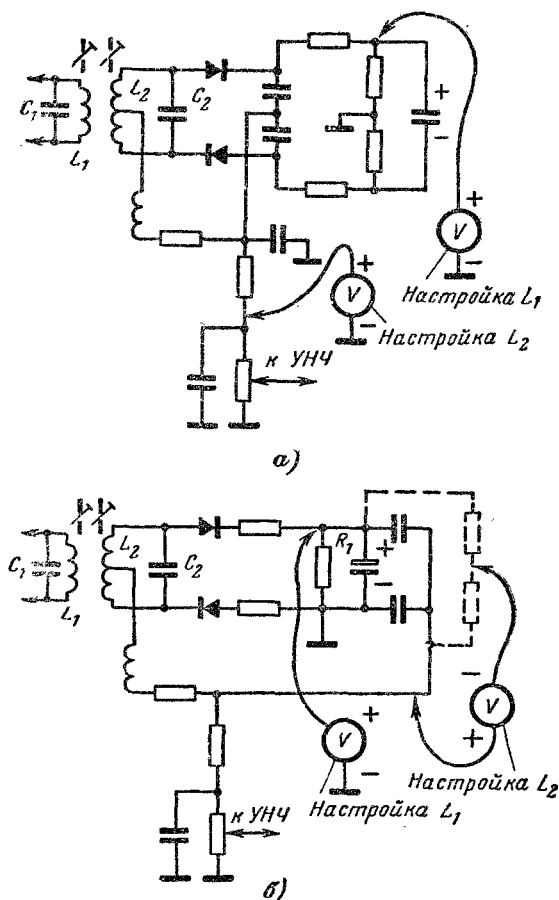 L₂
C₂
C₁
L₁
+
−
+
V
−
Настройка L₁
+
V
−
Настройка L₂
к УНЧ
а)
L₂
C₂
C₁
L₁
R₁
+
−
−
V
+
Настройка L₂
+
V
−
Настройка L₁
к УНЧ
б)